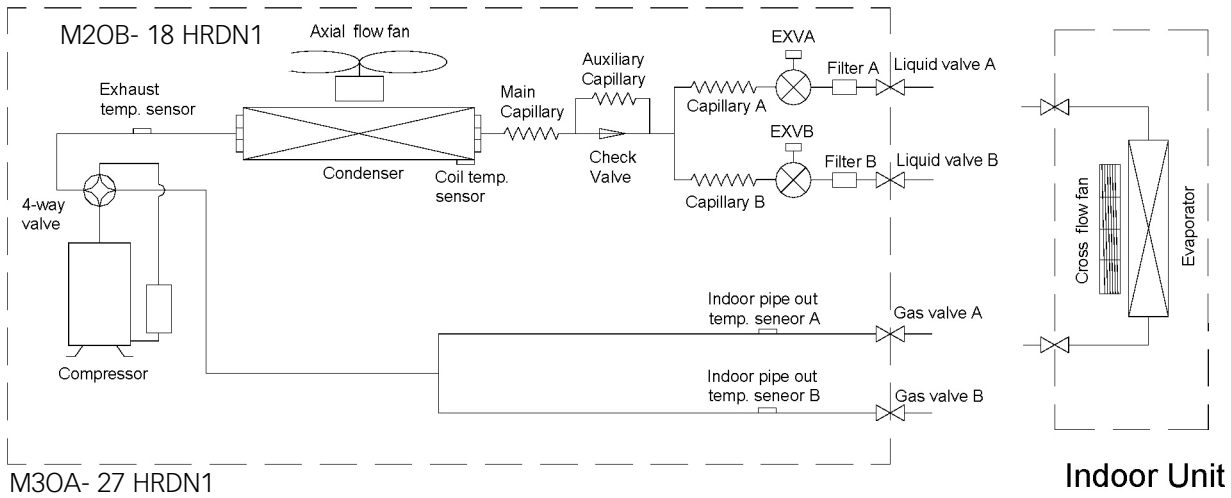 M2OB- 18 HRDN1
Axial flow fan
EXVA
Exhaust
temp. sensor
Main
Capillary
Auxiliary
Capillary
Capillary A
Filter A
Liquid valve A
EXVB
Condenser
Coil temp.
sensor
Check
Valve
Capillary B
Filter B
Liquid valve B
4-way
valve
Compressor
Indoor pipe out
temp. seneor A
Gas valve A
Indoor pipe out
temp. seneor B
Gas valve B
M3OA- 27 HRDN1
Cross flow fan
Evaporator
Indoor Unit